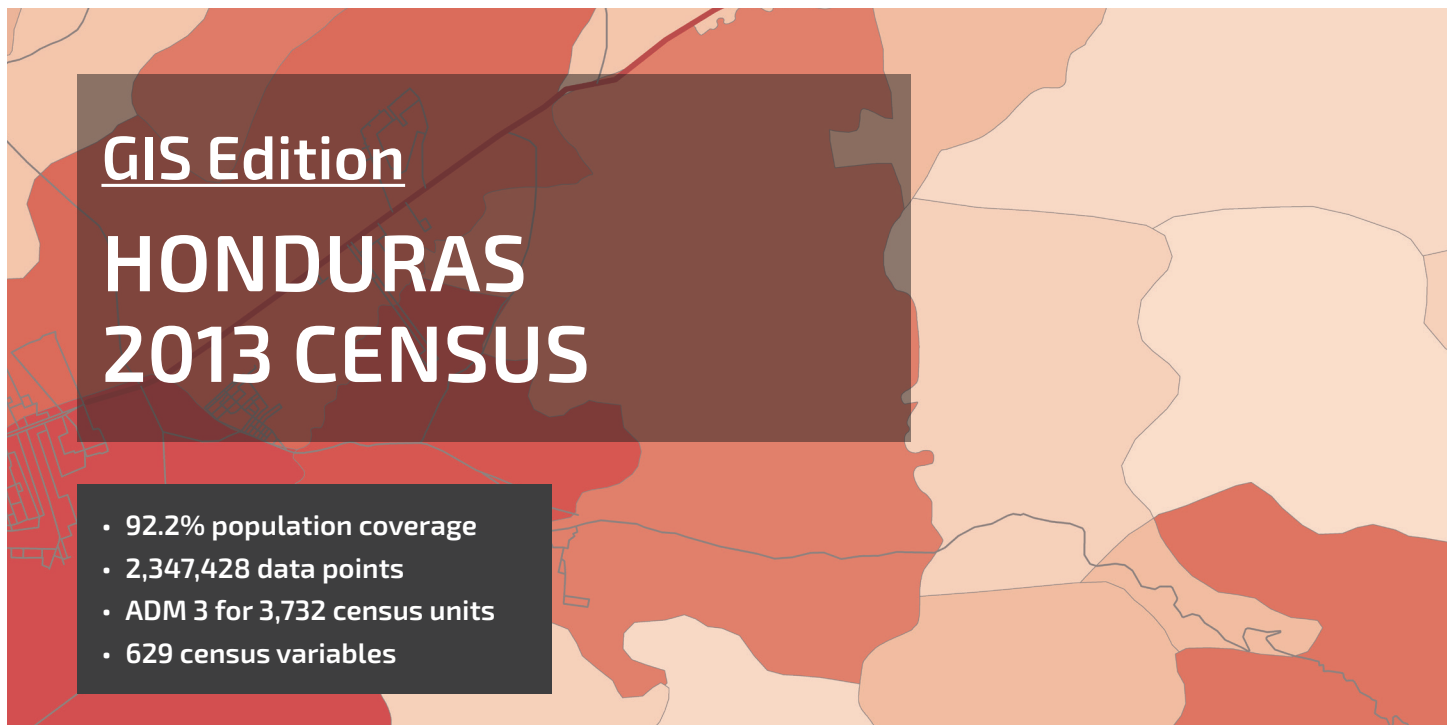 GIS Edition
HONDURAS
2013 CENSUS
• 92.2% population coverage
• 2,347,428 data points
• ADM 3 for 3,732 census units
• 629 census variables